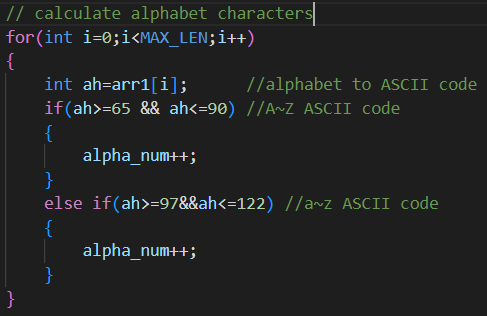 // calculate alphabet characters
for(int i=0;i<MAX_LEN;i++)
{
    int ah=arr1[i];      //alphabet to ASCII code
    if(ah>=65 && ah<=90) //A~Z ASCII code
    {
        alpha_num++;
    }
    else if(ah>=97&&ah<=122) //a~z ASCII code
    {
        alpha_num++;
    }
}